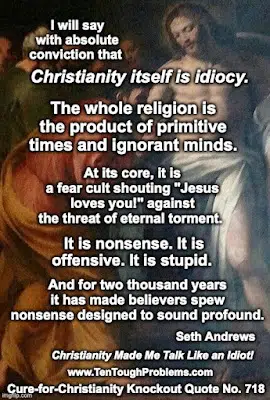 I will say
with absolute
conviction that
Christianity itself is idiocy.
The whole religion is
the product of primitive
times and ignorant minds.
At its core, it is
a fear cult shouting "Jesus
loves you!" against
the threat of eternal torment.
It is nonsense. It is
offensive. It is stupid.
And for two thousand years
it has made believers spew
nonsense designed to sound profound.
Seth Andrews
Christianity Made Me Talk Like an Idiot!
www.TenToughProblems.com
Cure-for-Christianity Knockout Quote No. 718
imgflip.com